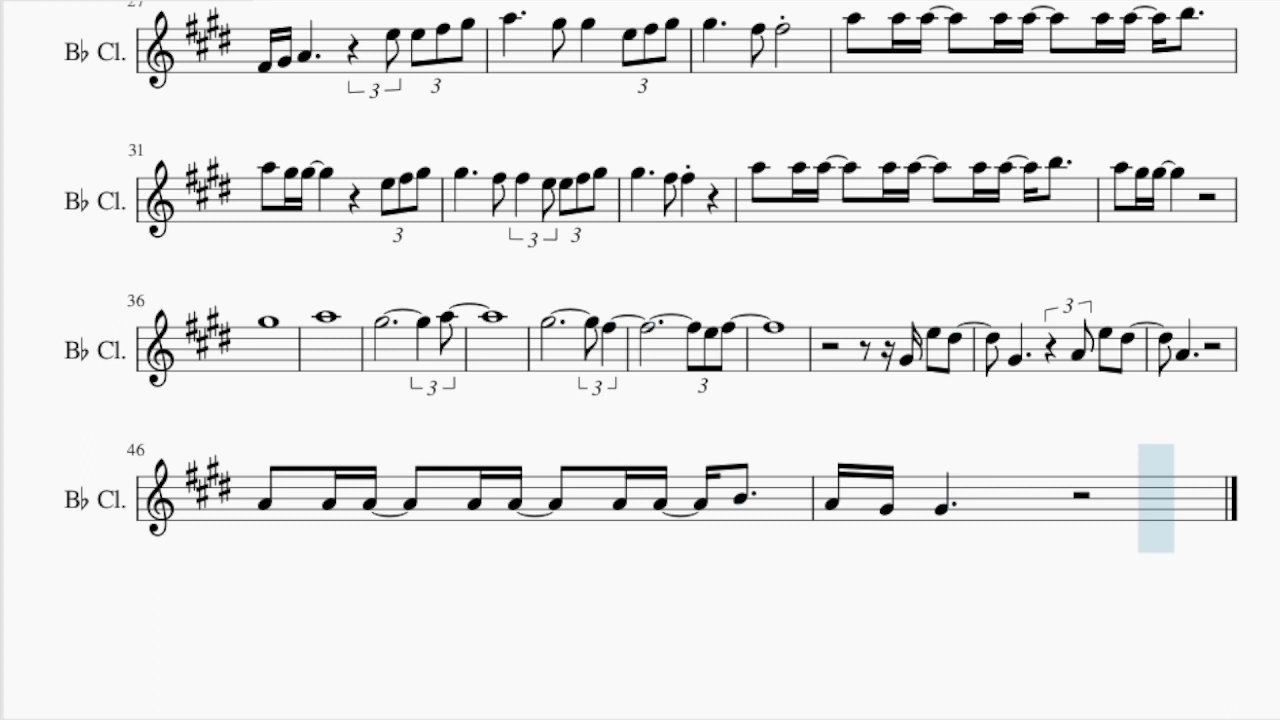 27
B♭ Cl.
3 3 3
31
B♭ Cl.
3 3 3
36
B♭ Cl.
3 3 3 3
46
B♭ Cl.